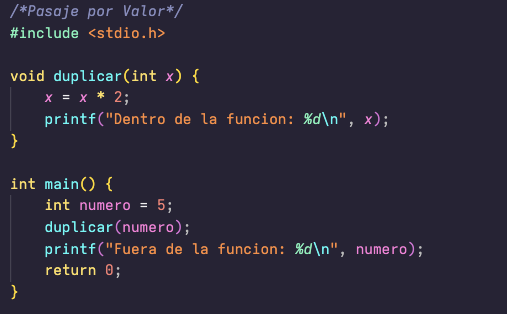 /*Pasaje por Valor*/
#include <stdio.h>
void duplicar(int x) {
x = x * 2;
printf("Dentro de la funcion: %d\n", x);
}
int main() {
int numero = 5;
duplicar(numero);
printf("Fuera de la funcion: %d\n", numero);
return 0;
}